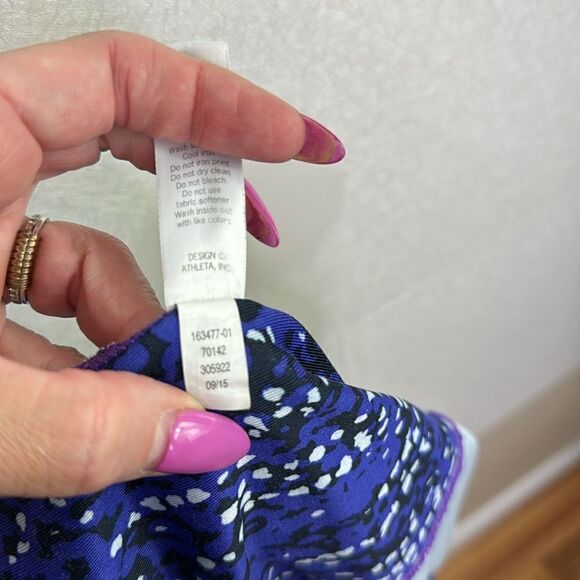 Wash
Cool iron
Do not iron print
Do not dry clean
Do not bleach
Do not use
fabric softener
Wash inside out
with like colors
DESIGN ©
ATHLETA, INC.
163477-01
70142
305922
09/15